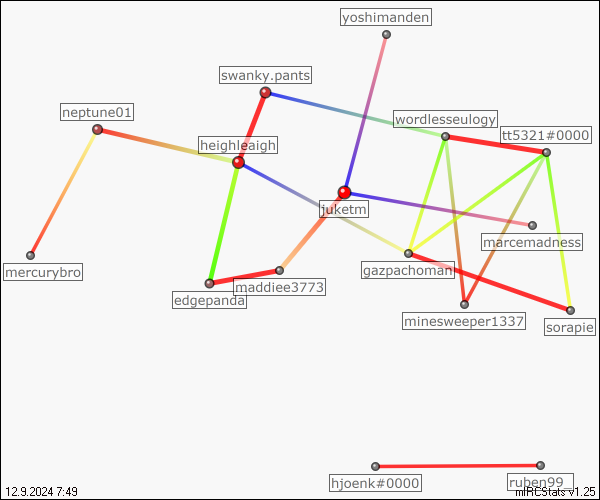 yoshimanden
swanky.pants
neptune01
wordlesseulogy
tt5321#0000
heighleaigh
juketm
marcemadness
gazpachoman
mercurybro
maddiee3773
edgepanda
minesweeper1337
sorapie
hjoenk#0000
ruben99_
12.9.2024 7:49
mIRCStats v1.25